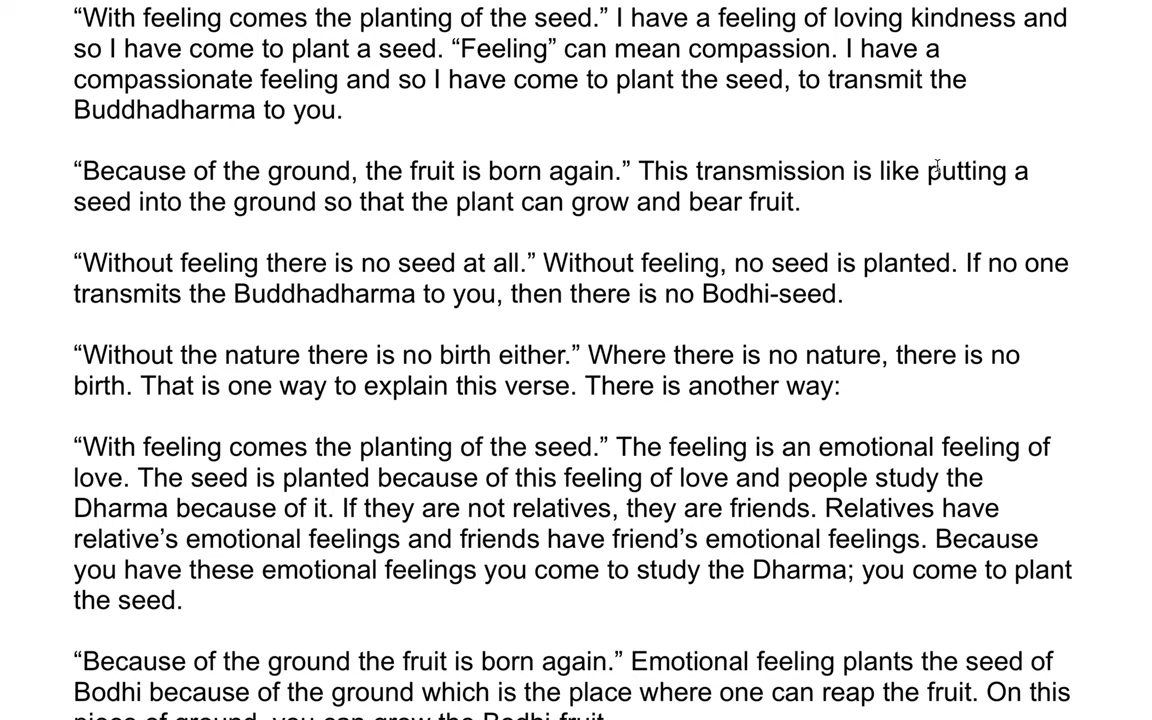 “With feeling comes the planting of the seed.” I have a feeling of loving kindness and
so I have come to plant a seed. “Feeling” can mean compassion. I have a
compassionate feeling and so I have come to plant the seed, to transmit the
Buddhadharma to you.
“Because of the ground, the fruit is born again.” This transmission is like putting a
seed into the ground so that the plant can grow and bear fruit.
“Without feeling there is no seed at all.” Without feeling, no seed is planted. If no one
transmits the Buddhadharma to you, then there is no Bodhi-seed.
“Without the nature there is no birth either.” Where there is no nature, there is no
birth. That is one way to explain this verse. There is another way:
“With feeling comes the planting of the seed.” The feeling is an emotional feeling of
love. The seed is planted because of this feeling of love and people study the
Dharma because of it. If they are not relatives, they are friends. Relatives have
relative’s emotional feelings and friends have friend’s emotional feelings. Because
you have these emotional feelings you come to study the Dharma; you come to plant
the seed.
“Because of the ground the fruit is born again.” Emotional feeling plants the seed of
Bodhi because of the ground which is the place where one can reap the fruit. On this
piece of ground, you can grow the Bodhi-fruit.